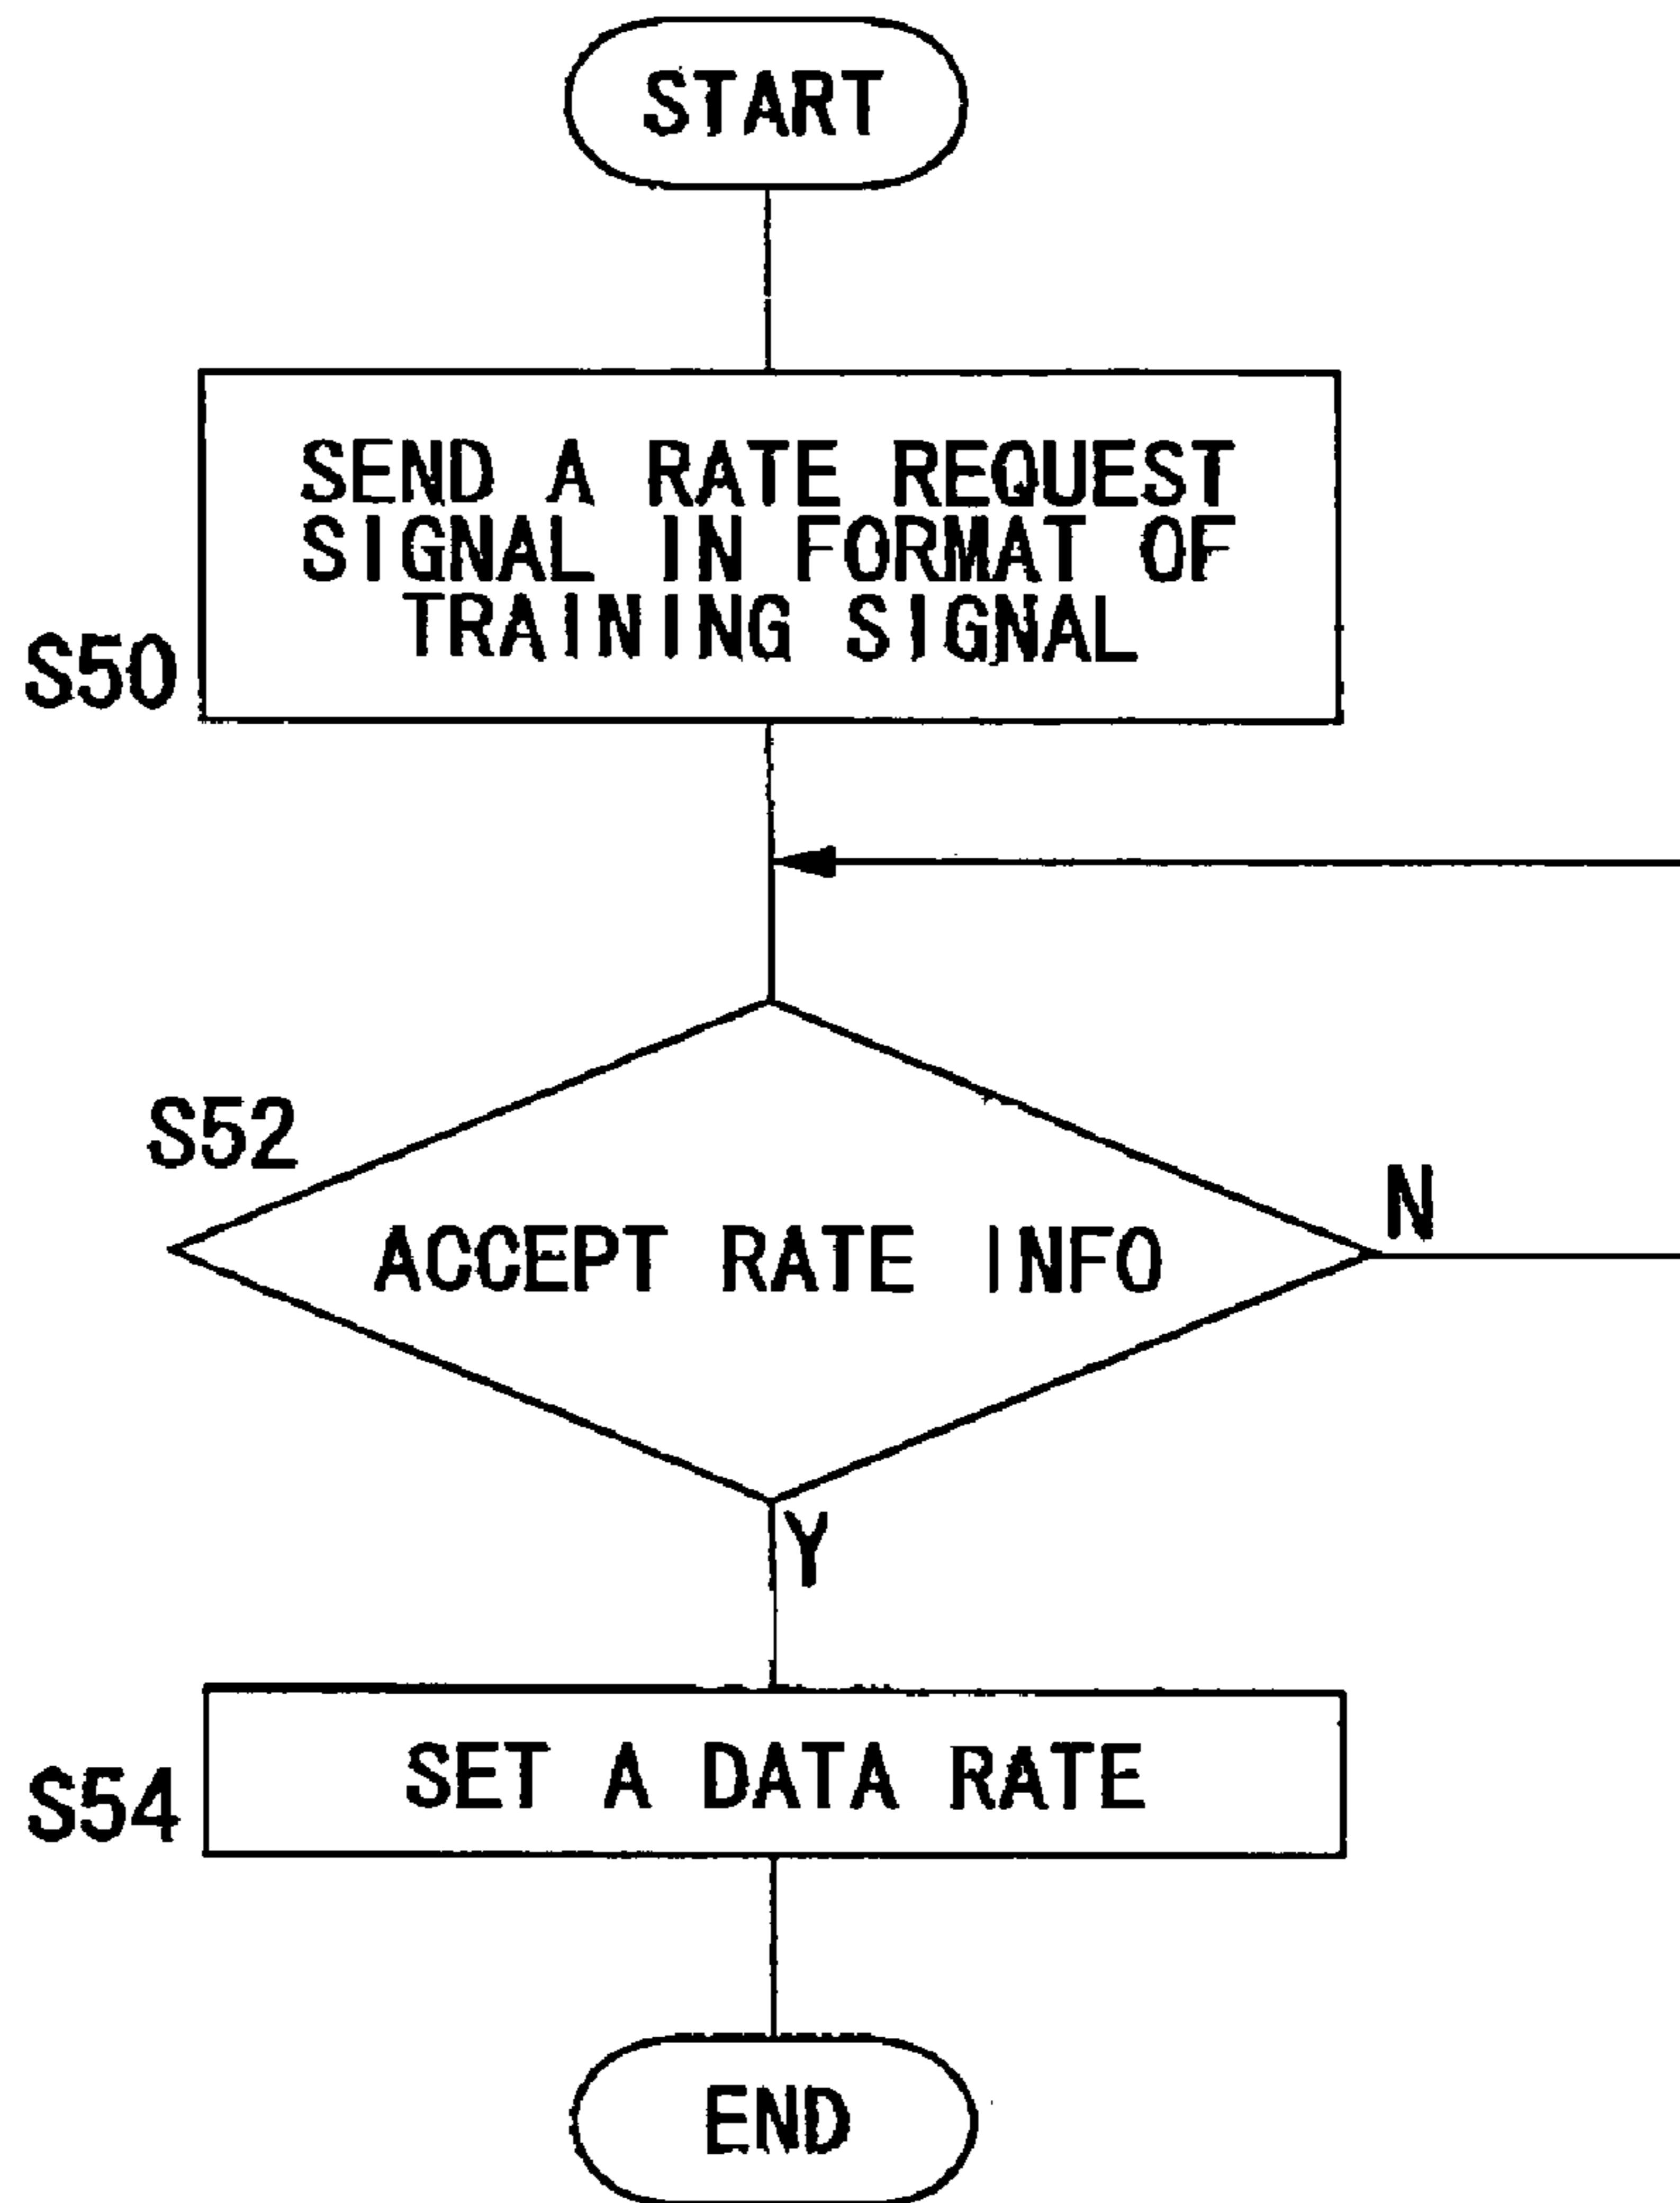 START
SEND A RATE REQUEST
SIGNAL IN FORMAT OF
TRAINING SIGNAL
S50
S52
N
ACCEPT RATE INFO
Y
SET A DATA RATE
S54
END